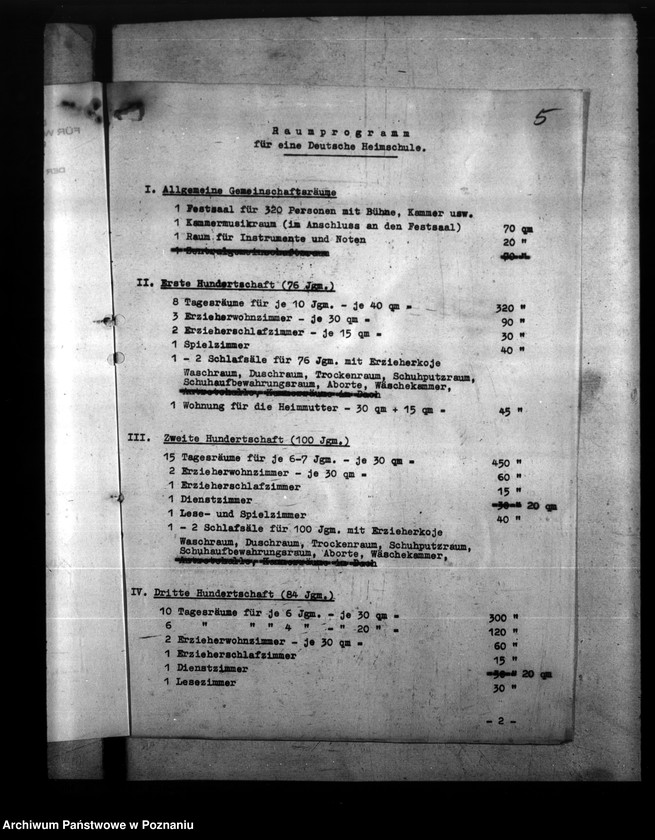 5
Raumprogramm
für eine Deutsche Heimschule.
I. Allgemeine Gemeinschaftsräume
1 Festsaal für 320 Personen mit Bühne, Kammer usw.
1 Kammermusikraum (im Anschluss an den Festsaal) 70 qm
1 Raum für Instrumente und Noten 20 "
II. Erste Hundertschaft (76 Jgm.)
8 Tagesräume für je 10 Jgm. - je 40 qm = 320 "
3 Erzieherwohnzimmer - je 30 qm = 90 "
2 Erzieherschlafzimmer - je 15 qm = 30 "
1 Spielzimmer 40 "
1 - 2 Schlafsäle für 76 Jgm. mit Erzieherkoje
Waschraum, Duschraum, Trockenraum, Schuhputzraum,
Schuhaufbewahrungsraum, Aborte, Wäschekammer,
1 Wohnung für die Heimmutter - 30 qm + 15 qm = 45 "
III. Zweite Hundertschaft (100 Jgm.)
15 Tagesräume für je 6-7 Jgm. - je 30 qm = 450 "
2 Erzieherwohnzimmer - je 30 qm = 60 "
1 Erzieherschlafzimmer 15 "
1 Dienstzimmer 30 " 20 qm
1 Lese- und Spielzimmer 40 "
1 - 2 Schlafsäle für 100 Jgm. mit Erzieherkoje
Waschraum, Duschraum, Trockenraum, Schuhputzraum,
Schuhaufbewahrungsraum, Aborte, Wäschekammer,
IV. Dritte Hundertschaft (84 Jgm.)
10 Tagesräume für je 6 Jgm. - je 30 qm = 300 "
6 " " " 4 " - " 20 " = 120 "
2 Erzieherwohnzimmer - je 30 qm = 60 "
1 Erzieherschlafzimmer 15 "
1 Dienstzimmer 30 " 20 qm
1 Lesezimmer 30 "
- 2 -
Archiwum Państwowe w Poznaniu